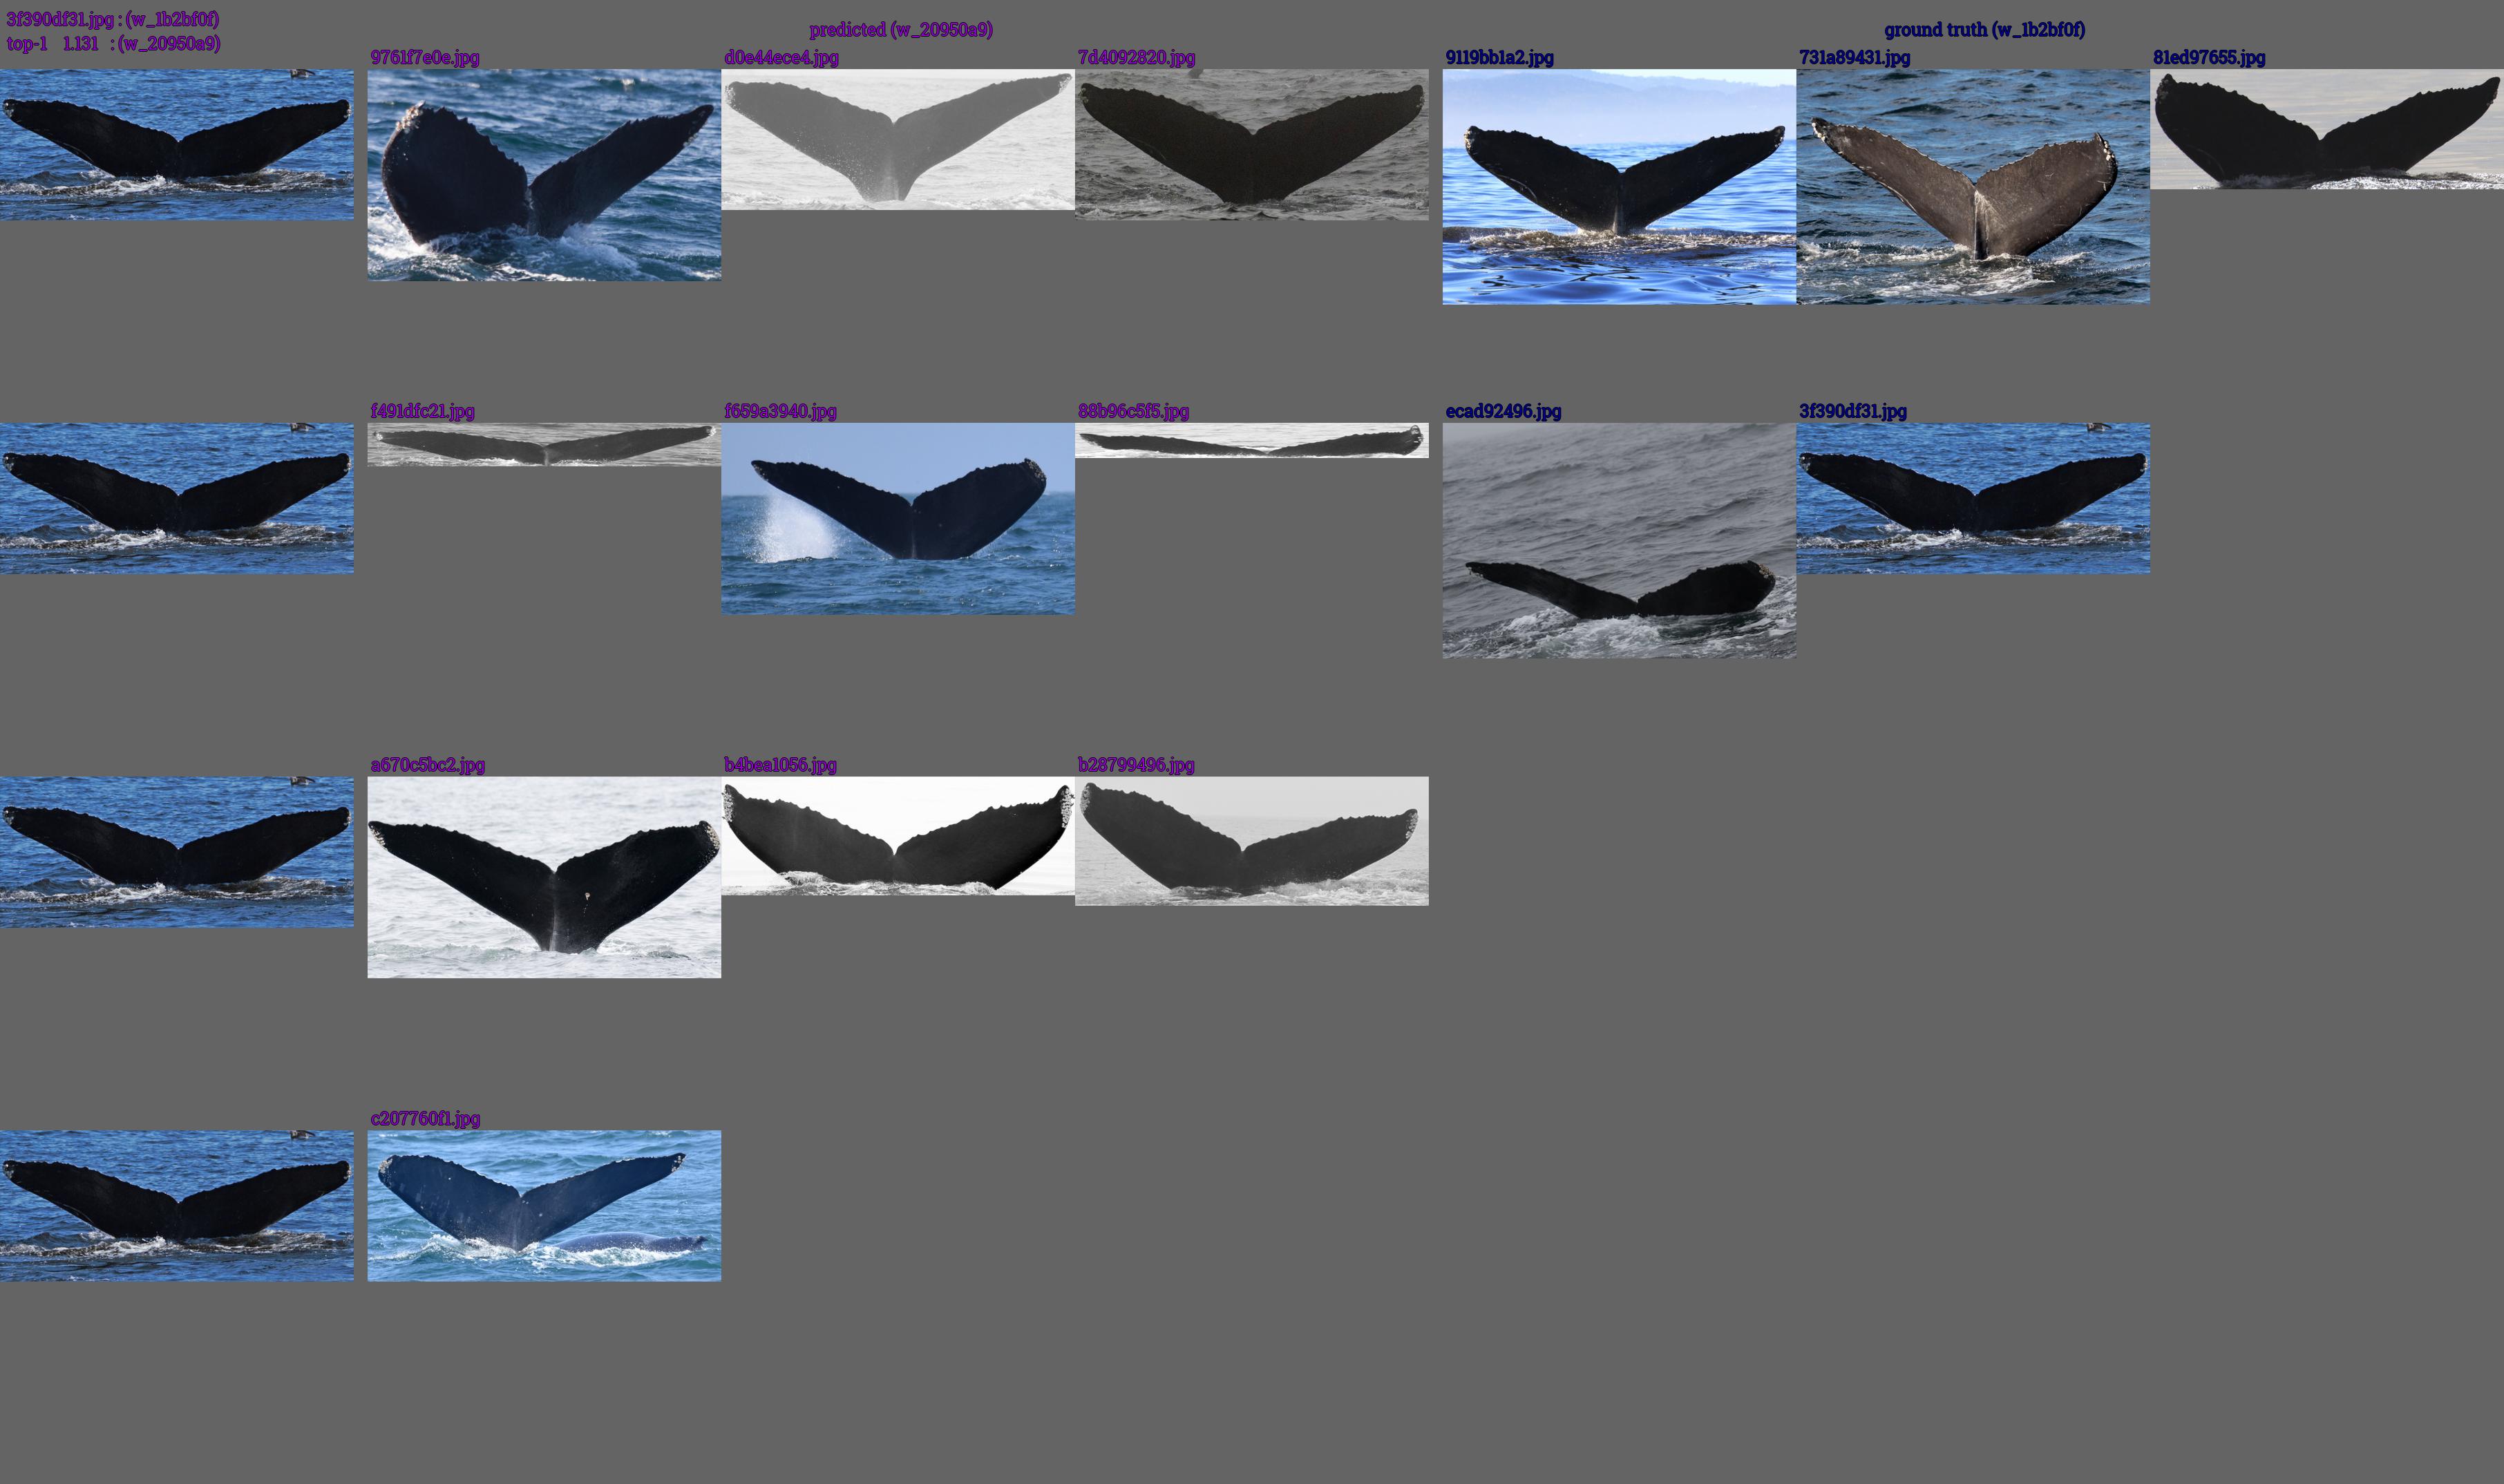 3f390df31.jpg : (w_1b2bf0f)
top-1 1.131 : (w_20950a9)
predicted (w_20950a9)
ground truth (w_1b2bf0f)
9761f7e0e.jpg
d0e44ece4.jpg
7d4092820.jpg
9119bb1a2.jpg
731a89431.jpg
81ed97655.jpg
f491dfc21.jpg
f659a3940.jpg
88b96c5f5.jpg
ecad92496.jpg
3f390df31.jpg
a670c5bc2.jpg
b4bea1056.jpg
b28799496.jpg
c207760f1.jpg